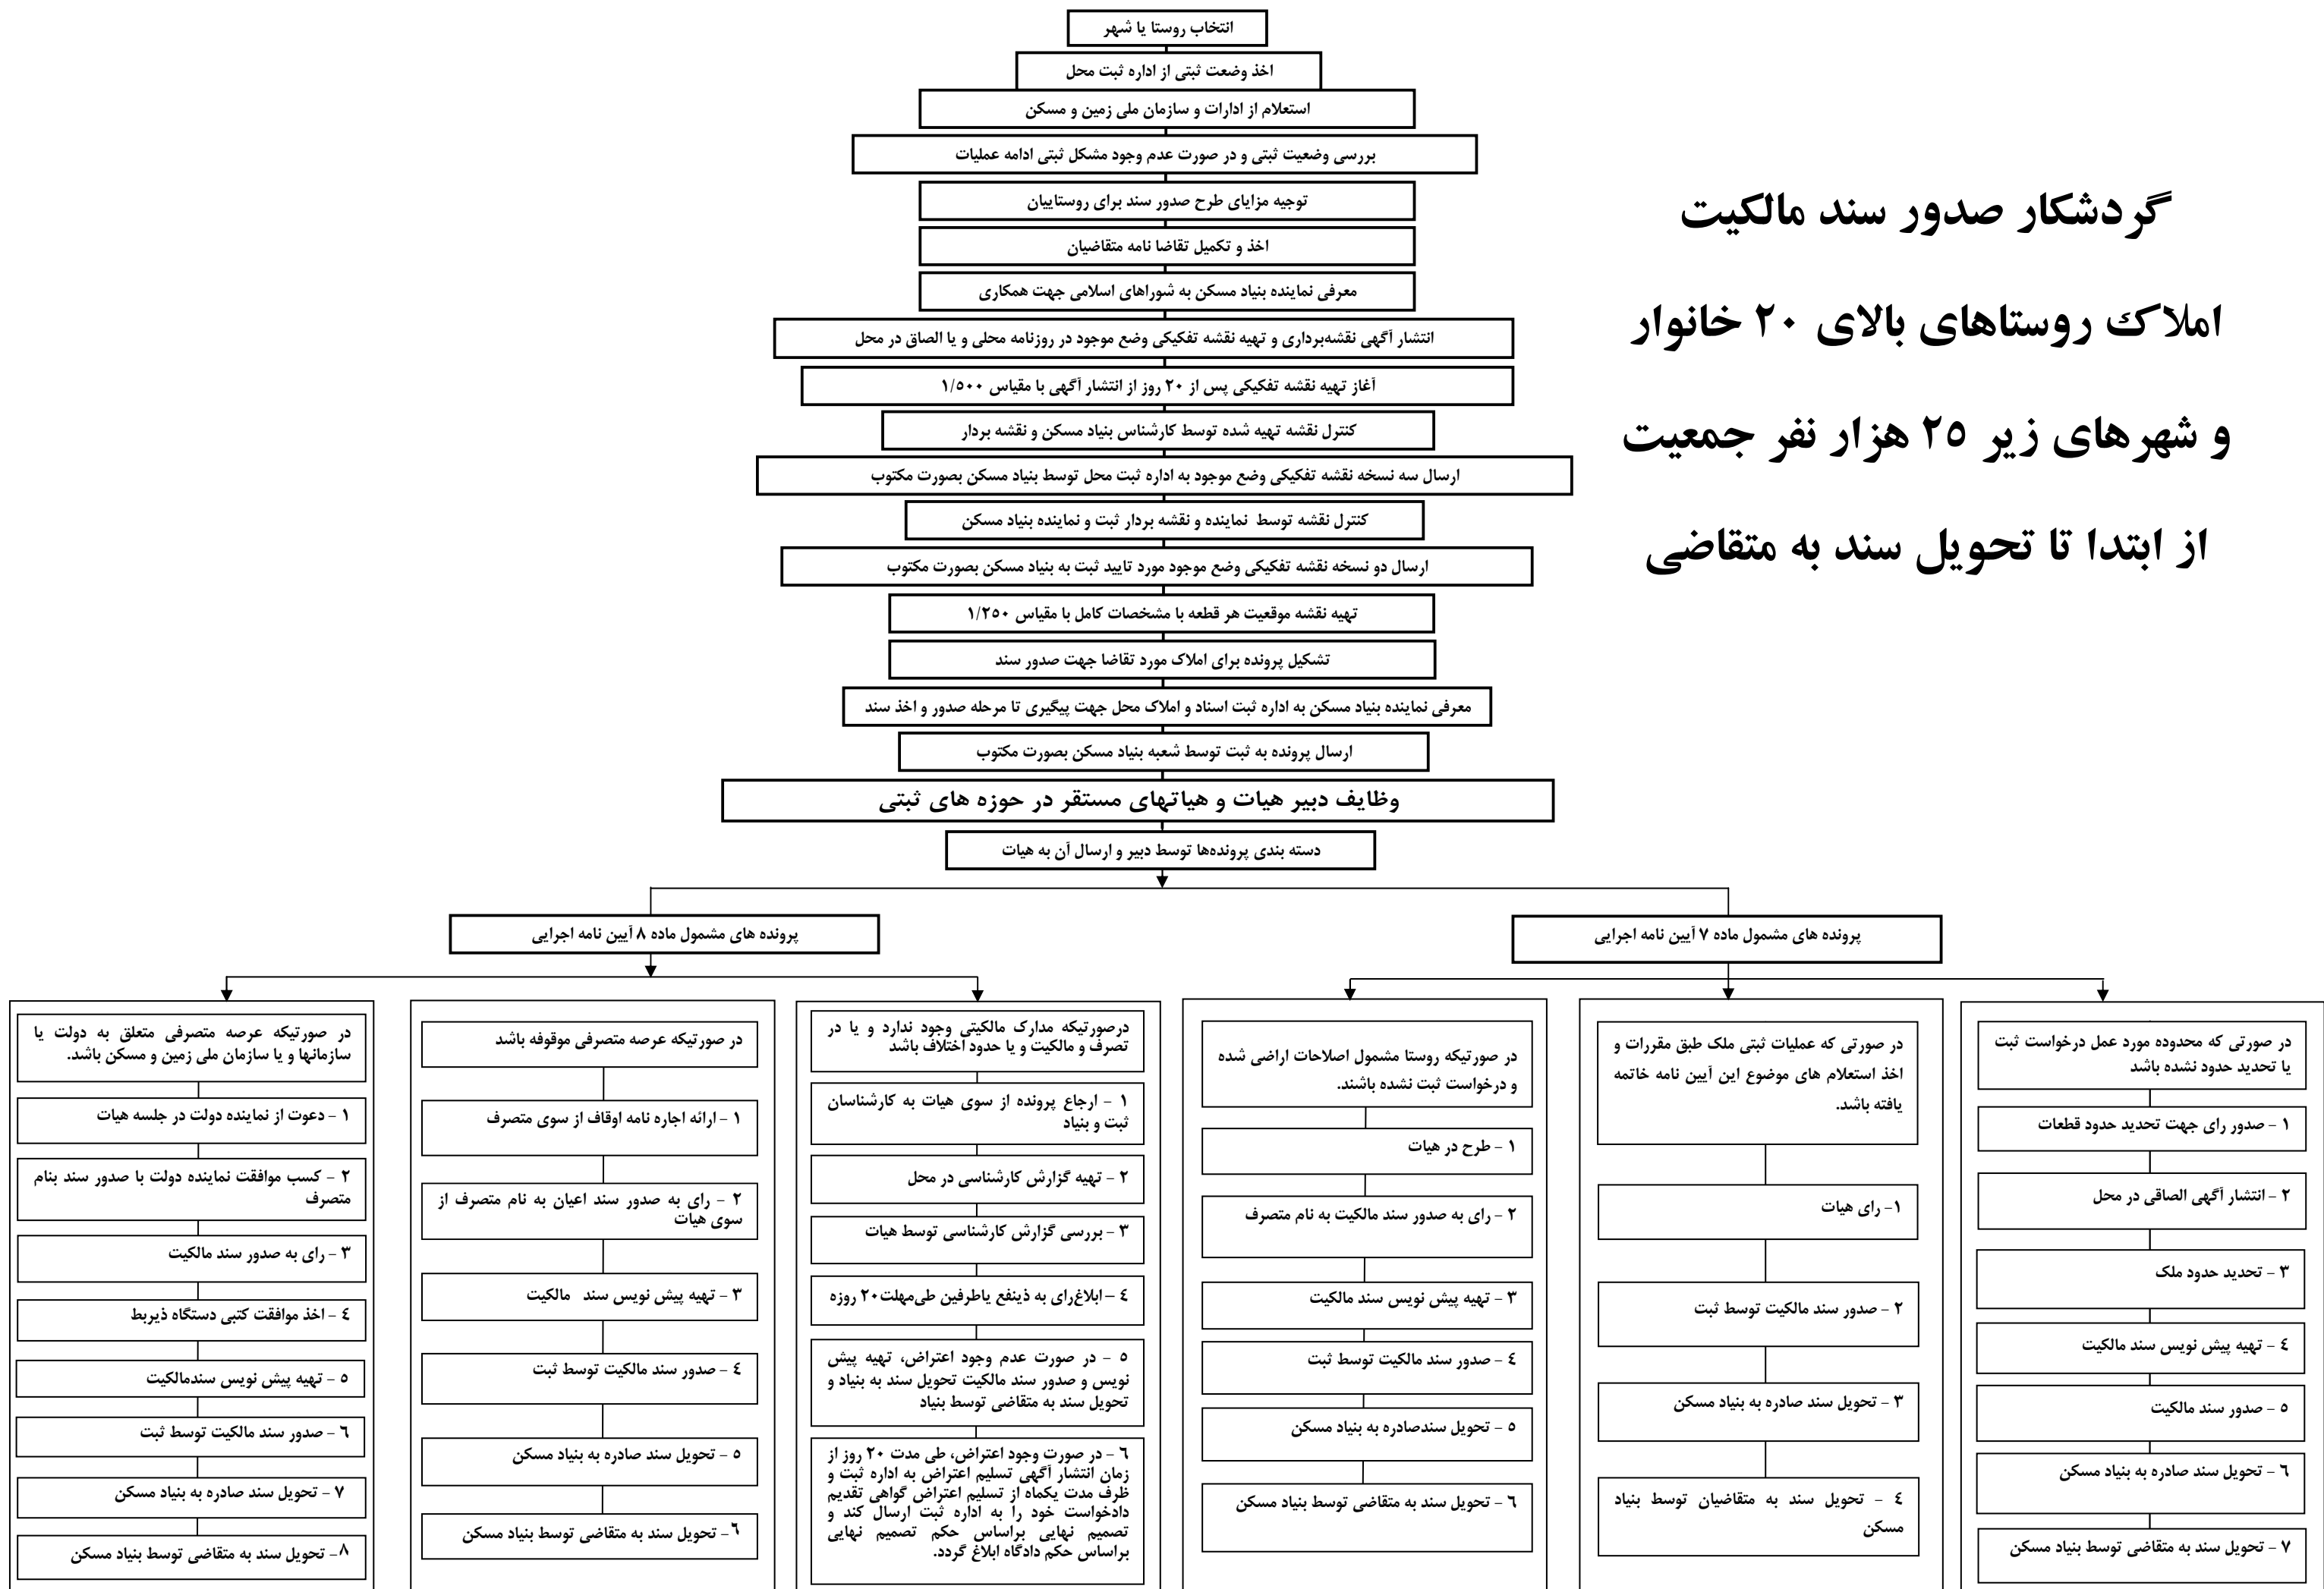 گردشکار صدور سند مالکیت
املاک روستاهای بالای ۲۰ خانوار
و شهرهای زیر ۲۵ هزار نفر جمعیت
از ابتدا تا تحویل سند به متقاضی
انتخاب روستا یا شهر
اخذ وضعت ثبتی از اداره ثبت محل
استعلام از ادارات و سازمان ملی زمین و مسکن
بررسی وضعیت ثبتی و در صورت عدم وجود مشکل ثبتی ادامه عملیات
توجیه مزایای طرح صدور سند برای روستاییان
اخذ و تکمیل تقاضا نامه متقاضیان
معرفی نماینده بنیاد مسکن به شوراهای اسلامی جهت همکاری
انتشار آگهی نقشه‌برداری و تهیه نقشه تفکیکی وضع موجود در روزنامه محلی و یا الصاق در محل
آغاز تهیه نقشه تفکیکی پس از ۲۰ روز از انتشار آگهی با مقیاس ۱/۵۰۰
کنترل نقشه تهیه شده توسط کارشناس بنیاد مسکن و نقشه بردار
ارسال سه نسخه نقشه تفکیکی وضع موجود به اداره ثبت محل توسط بنیاد مسکن بصورت مکتوب
کنترل نقشه توسط نماینده و نقشه بردار ثبت و نماینده بنیاد مسکن
ارسال دو نسخه نقشه تفکیکی وضع موجود مورد تایید ثبت به بنیاد مسکن بصورت مکتوب
تهیه نقشه موقعیت هر قطعه با مشخصات کامل با مقیاس ۱/۲۵۰
تشکیل پرونده برای املاک مورد تقاضا جهت صدور سند
معرفی نماینده بنیاد مسکن به اداره ثبت اسناد و املاک محل جهت پیگیری تا مرحله صدور و اخذ سند
ارسال پرونده به ثبت توسط شعبه بنیاد مسکن بصورت مکتوب
وظایف دبیر هیات و هیاتهای مستقر در حوزه های ثبتی
دسته بندی پرونده‌ها توسط دبیر و ارسال آن به هیات
پرونده های مشمول ماده ۷ آیین نامه اجرایی
پرونده های مشمول ماده ۸ آیین نامه اجرایی
در صورتی که محدوده مورد عمل درخواست ثبت
یا تحدید حدود نشده باشد
۱ - صدور رای جهت تحدید حدود قطعات
۲ - انتشار آگهی الصاقی در محل
۳ - تحدید حدود ملک
۴ - تهیه پیش نویس سند مالکیت
۵ - صدور سند مالکیت
۶ - تحویل سند صادره به بنیاد مسکن
۷ - تحویل سند به متقاضی توسط بنیاد مسکن
در صورتی که عملیات ثبتی ملک طبق مقررات و
اخذ استعلام های موضوع این آیین نامه خاتمه
یافته باشد.
۱- رای هیات
۲ - صدور سند مالکیت توسط ثبت
۳ - تحویل سند صادره به بنیاد مسکن
۴ - تحویل سند به متقاضیان توسط بنیاد
مسکن
در صورتیکه روستا مشمول اصلاحات اراضی شده
و درخواست ثبت نشده باشند.
۱ - طرح در هیات
۲ - رای به صدور سند مالکیت به نام متصرف
۳ - تهیه پیش نویس سند مالکیت
۴ - صدور سند مالکیت توسط ثبت
۵ - تحویل سندصادره به بنیاد مسکن
۶ - تحویل سند به متقاضی توسط بنیاد مسکن
درصورتیکه مدارک مالکیتی وجود ندارد و یا در
تصرف و مالکیت و یا حدود اختلاف باشد
۱ - ارجاع پرونده از سوی هیات به کارشناسان
ثبت و بنیاد
۲ - تهیه گزارش کارشناسی در محل
۳ - بررسی گزارش کارشناسی توسط هیات
۴ – ابلاغ‌رای به ذینفع یاطرفین طی‌مهلت۲۰ روزه
۵ - در صورت عدم وجود اعتراض، تهیه پیش
نویس و صدور سند مالکیت تحویل سند به بنیاد و
تحویل سند به متقاضی توسط بنیاد
۶ - در صورت وجود اعتراض، طی مدت ۲۰ روز از
زمان انتشار آگهی تسلیم اعتراض به اداره ثبت و
ظرف مدت یکماه از تسلیم اعتراض گواهی تقدیم
دادخواست خود را به اداره ثبت ارسال کند و
تصمیم نهایی براساس حکم تصمیم نهایی
براساس حکم دادگاه ابلاغ گردد.
در صورتیکه عرصه متصرفی موقوفه باشد
۱ - ارائه اجاره نامه اوقاف از سوی متصرف
۲ - رای به صدور سند اعیان به نام متصرف از
سوی هیات
۳ - تهیه پیش نویس سند مالکیت
۴ - صدور سند مالکیت توسط ثبت
۵ - تحویل سند صادره به بنیاد مسکن
۶- تحویل سند به متقاضی توسط بنیاد مسکن
در صورتیکه عرصه متصرفی متعلق به دولت یا
سازمانها و یا سازمان ملی زمین و مسکن باشد.
۱ - دعوت از نماینده دولت در جلسه هیات
۲ - کسب موافقت نماینده دولت با صدور سند بنام
متصرف
۳ - رای به صدور سند مالکیت
۴ - اخذ موافقت کتبی دستگاه ذیربط
۵ - تهیه پیش نویس سندمالکیت
۶ - صدور سند مالکیت توسط ثبت
۷ - تحویل سند صادره به بنیاد مسکن
۸- تحویل سند به متقاضی توسط بنیاد مسکن